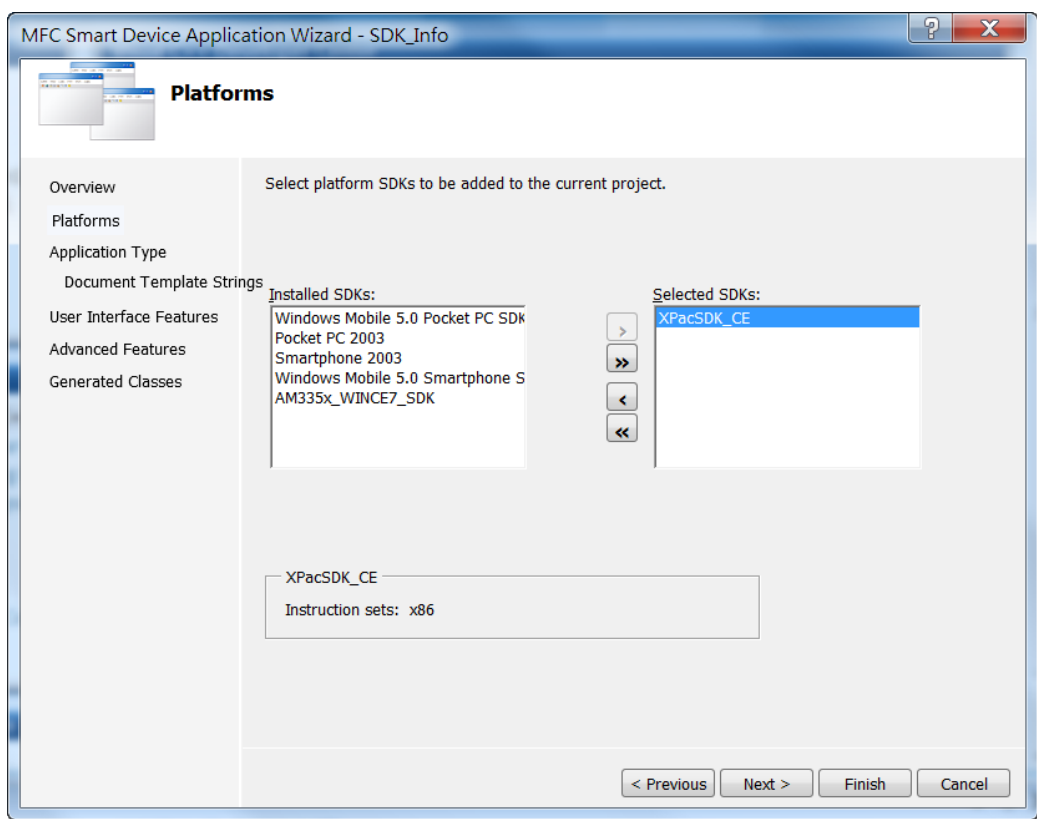 MFC Smart Device Application Wizard - SDK_Info
Platforms
Overview
Platforms
Application Type
Document Template Strings
User Interface Features
Advanced Features
Generated Classes
Select platform SDKs to be added to the current project.
Installed SDKs:
Windows Mobile 5.0 Pocket PC SDK
Pocket PC 2003
Smartphone 2003
Windows Mobile 5.0 Smartphone S
AM335x_WINCE7_SDK
>
>>
<
<<
Selected SDKs:
XPacSDK_CE
XPacSDK_CE
Instruction sets: x86
< Previous
Next >
Finish
Cancel